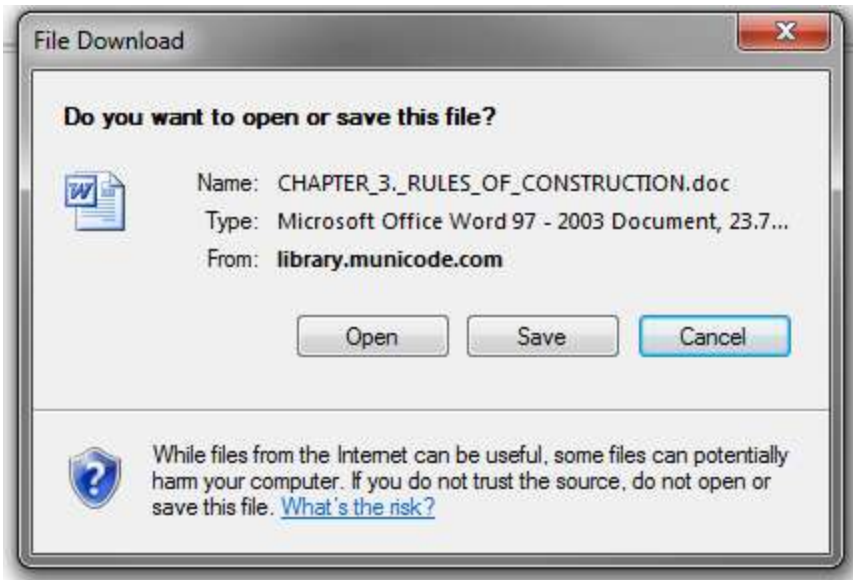 File Download
Do you want to open or save this file?
Name: CHAPTER_3._RULES_OF_CONSTRUCTION.doc
Type: Microsoft Office Word 97 - 2003 Document, 23.7...
From: library.municode.com
Open Save Cancel
While files from the Internet can be useful, some files can potentially
harm your computer. If you do not trust the source, do not open or
save this file. What's the risk?